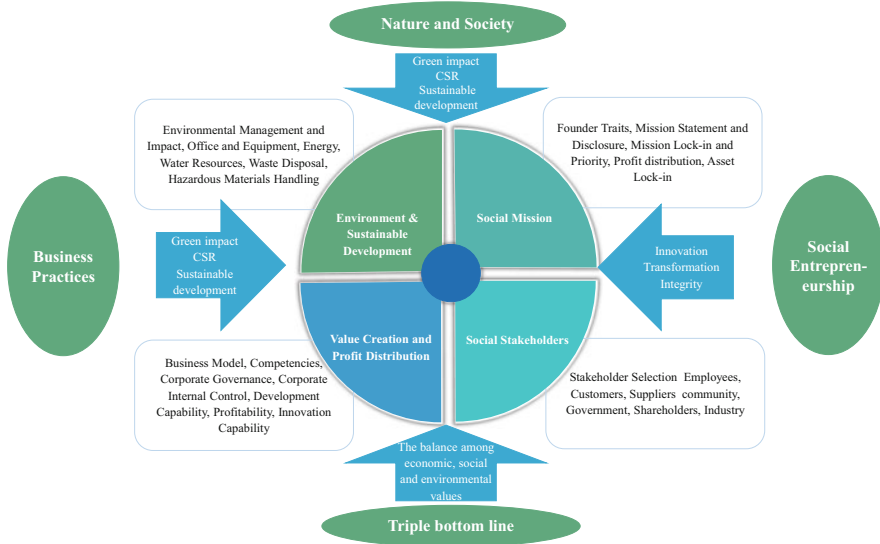 Nature and Society
Green impact
CSR
Sustainable
development
Environmental Management and
Impact, Office and Equipment, Energy,
Water Resources, Waste Disposal,
Hazardous Materials Handling
Founder Traits, Mission Statement and
Disclosure, Mission Lock-in and
Priority, Profit distribution, Asset
Lock-in
Environment &
Sustainable
Development
Social Mission
Business
Practices
Green impact
CSR
Sustainable
development
Innovation
Transformation
Integrity
Social
Entrepren-
eurship
Value Creation and
Profit Distribution
Social Stakeholders
Business Model, Competencies,
Corporate Governance, Corporate
Internal Control, Development
Capability, Profitability, Innovation
Capability
Stakeholder Selection Employees,
Customers, Suppliers community,
Government, Shareholders, Industry
The balance among
economic, social
and environmental
values
Triple bottom line